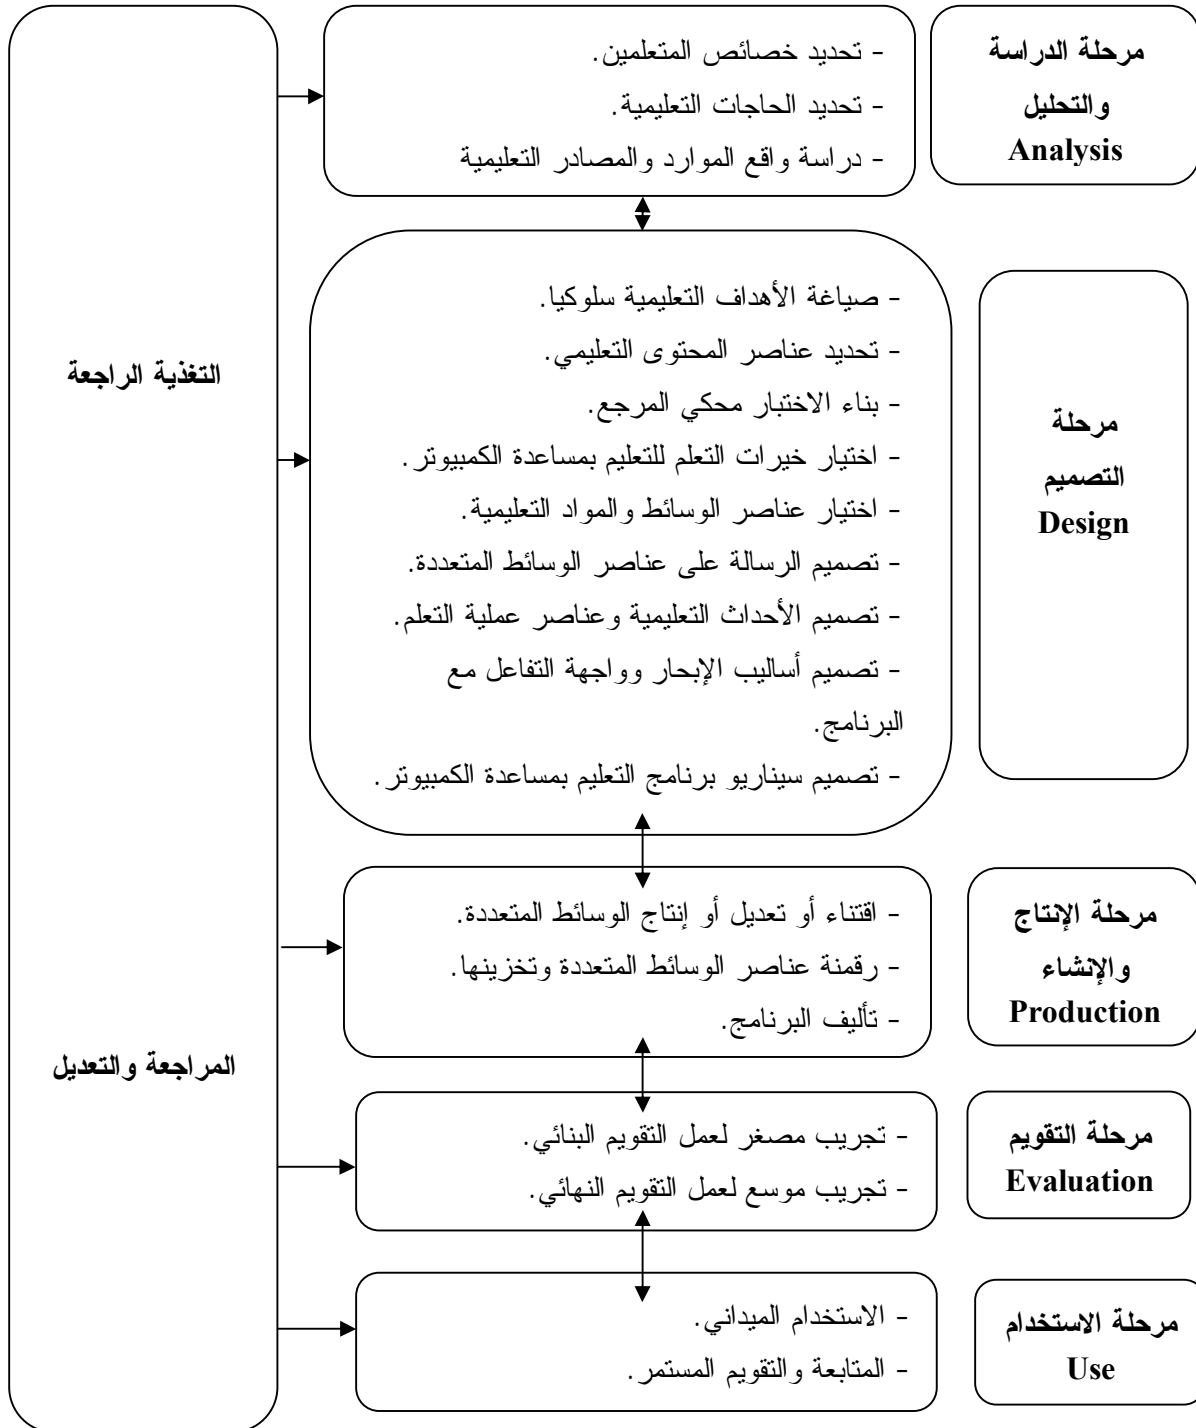 مرحلة الدراسة
والتحليل
Analysis
- تحديد خصائص المتعلمين.
- تحديد الحاجات التعليمية.
- دراسة واقع الموارد والمصادر التعليمية
مرحلة
التصميم
Design
- صياغة الأهداف التعليمية سلوكيا.
- تحديد عناصر المحتوى التعليمي.
- بناء الاختبار محكي المرجع.
- اختيار خيرات التعلم للتعليم بمساعدة الكمبيوتر.
- اختيار عناصر الوسائط والمواد التعليمية.
- تصميم الرسالة على عناصر الوسائط المتعددة.
- تصميم الأحداث التعليمية وعناصر عملية التعلم.
- تصميم أساليب الإبحار وواجهة التفاعل مع
البرنامج.
- تصميم سيناريو برنامج التعليم بمساعدة الكمبيوتر.
مرحلة الإنتاج
والإنشاء
Production
- اقتناء أو تعديل أو إنتاج الوسائط المتعددة.
- رقمنة عناصر الوسائط المتعددة وتخزينها.
- تأليف البرنامج.
مرحلة التقويم
Evaluation
- تجريب مصغر لعمل التقويم البنائي.
- تجريب موسع لعمل التقويم النهائي.
مرحلة الاستخدام
Use
- الاستخدام الميداني.
- المتابعة والتقويم المستمر.
التغذية الراجعة
المراجعة والتعديل